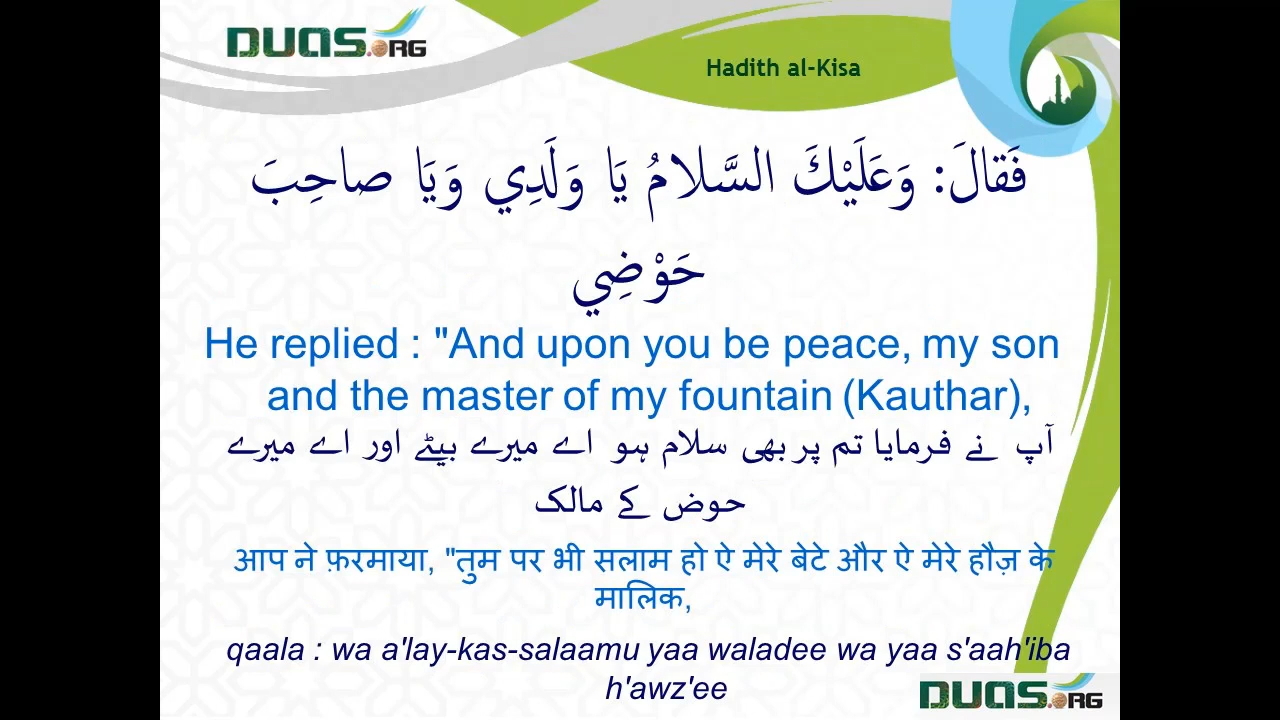 DUAS.ORG
Hadith al-Kisa
فَقالَ: وَعَلَيْكَ السَّلامُ يَا وَلَدِي وَيَا صاحِبَ
حَوْضِي
He replied : "And upon you be peace, my son
and the master of my fountain (Kauthar),
آپ نے فرمایا تم پر بھی سلام ہو اے میرے بیٹے اور اے میرے
حوض کے مالک
आप ने फ़रमाया, "तुम पर भी सलाम हो ऐ मेरे बेटे और ऐ मेरे हौज़ के
मालिक,
qaala : wa a'lay-kas-salaamu yaa waladee wa yaa s'aah'iba
h'awz'ee
DUAS.ORG